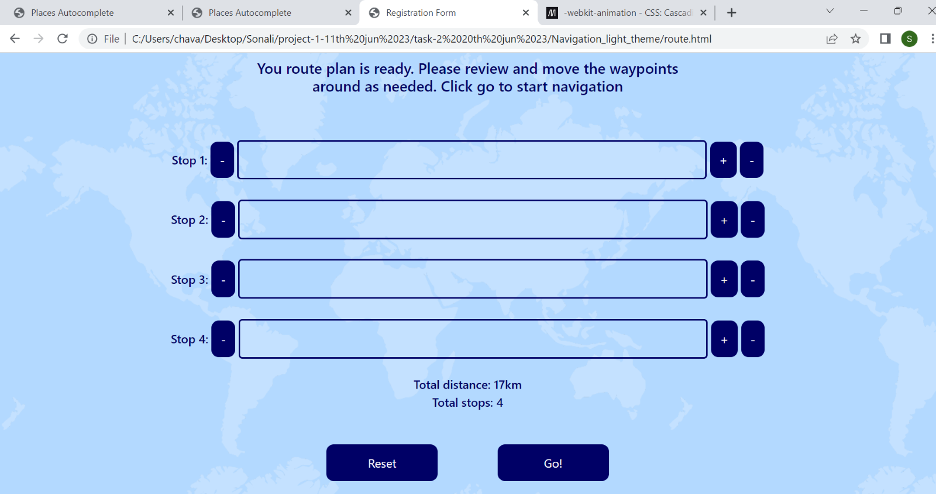 Places Autocomplete
Places Autocomplete
Registration Form
M -webkit-animation - CSS: Cascad
File | C:/Users/chava/Desktop/Sonali/project-1-11th%20jun%2023/task-2%2020th%20jun%2023/Navigation_light_theme/route.html
S
You route plan is ready. Please review and move the waypoints
around as needed. Click go to start navigation
Stop 1: - + -
Stop 2: - + -
Stop 3: - + -
Stop 4: - + -
Total distance: 17km
Total stops: 4
Reset Go!